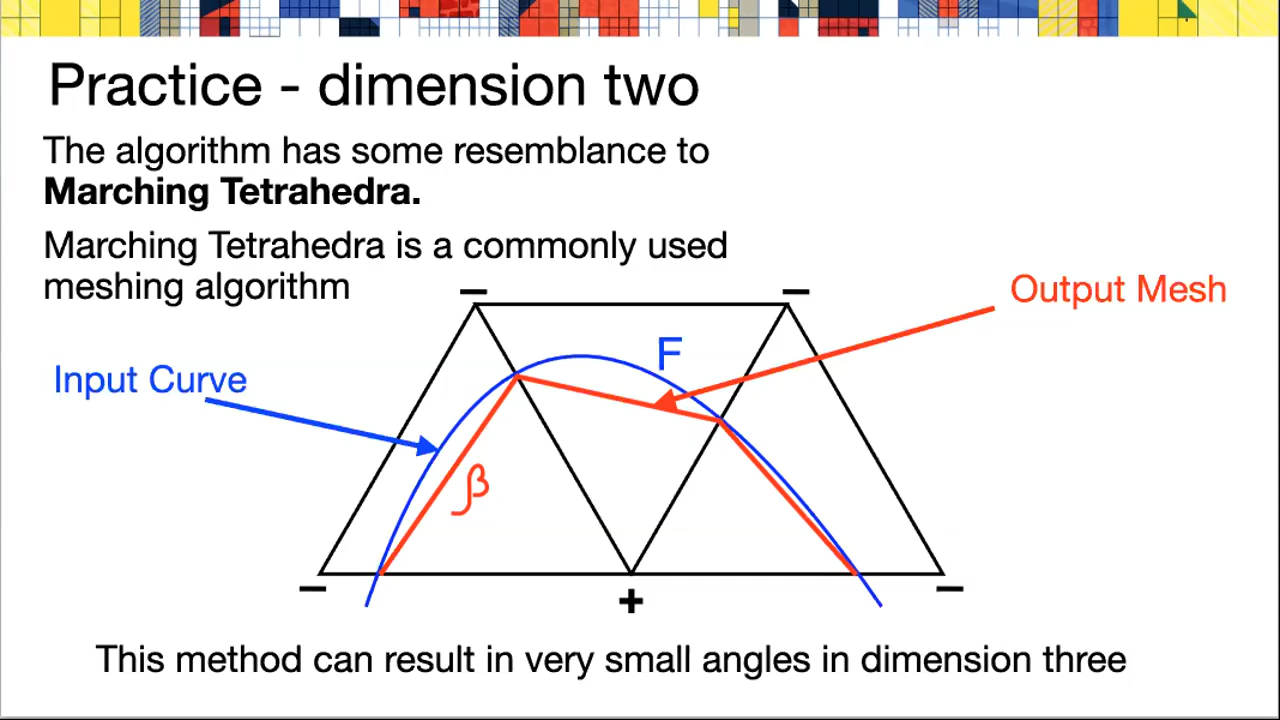 Practice - dimension two
The algorithm has some resemblance to
Marching Tetrahedra.
Marching Tetrahedra is a commonly used
meshing algorithm
– –
Output Mesh
F
Input Curve
β
– –
+
This method can result in very small angles in dimension three